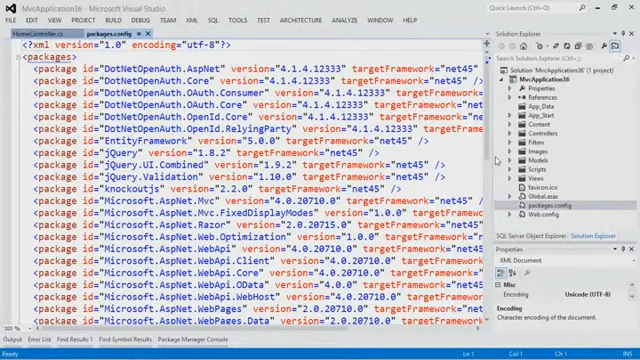 MvcApplication36 - Microsoft Visual Studio
Quick Launch (Ctrl+Q)
FILE EDIT VIEW PROJECT BUILD DEBUG TEAM XML SQL TOOLS TEST ARCHITECTURE ANALYZE WINDOW HELP
HomeController.cs packages.config
<?xml version="1.0" encoding="utf-8"?>
<packages>
<package id="DotNetOpenAuth.AspNet" version="4.1.4.12333" targetFramework="net45"
<package id="DotNetOpenAuth.Core" version="4.1.4.12333" targetFramework="net45" /
<package id="DotNetOpenAuth.OAuth.Consumer" version="4.1.4.12333" targetFramework
<package id="DotNetOpenAuth.OAuth.Core" version="4.1.4.12333" targetFramework="ne
<package id="DotNetOpenAuth.OpenId.Core" version="4.1.4.12333" targetFramework="n
<package id="DotNetOpenAuth.OpenId.RelyingParty" version="4.1.4.12333" targetFram
<package id="EntityFramework" version="5.0.0" targetFramework="net45" />
<package id="jQuery" version="1.8.2" targetFramework="net45" />
<package id="jQuery.UI.Combined" version="1.9.2" targetFramework="net45" />
<package id="jQuery.Validation" version="1.10.0" targetFramework="net45" />
<package id="knockoutjs" version="2.2.0" targetFramework="net45" />
<package id="Microsoft.AspNet.Mvc" version="4.0.20710.0" targetFramework="net45"
<package id="Microsoft.AspNet.Mvc.FixedDisplayModes" version="1.0.0" targetFramew
<package id="Microsoft.AspNet.Razor" version="2.0.20715.0" targetFramework="net45
<package id="Microsoft.AspNet.Web.Optimization" version="1.0.0" targetFramework="
<package id="Microsoft.AspNet.WebApi" version="4.0.20710.0" targetFramework="net4
<package id="Microsoft.AspNet.WebApi.Client" version="4.0.20710.0" targetFramewor
<package id="Microsoft.AspNet.WebApi.Core" version="4.0.20710.0" targetFramework=
<package id="Microsoft.AspNet.WebApi.OData" version="4.0.0" targetFramework="net4
<package id="Microsoft.AspNet.WebApi.WebHost" version="4.0.20710.0" targetFramewo
<package id="Microsoft.AspNet.WebPages" version="2.0.20710.0" targetFramework="ne
<package id="Microsoft.AspNet.WebPages.Data" version="2.0.20710.0" targetFramewor
100 %
Solution Explorer
Search Solution Explorer (Ctrl+;)
Solution 'MvcApplication36' (1 project)
MvcApplication36
Properties
References
App_Data
App_Start
Content
Controllers
Filters
Images
Models
Scripts
Views
favicon.ico
Global.asax
packages.config
Web.config
SQL Server Object Explorer Solution Explorer
Properties
XML Document
Misc
Encoding Unicode (UTF-8)
Encoding
Character encoding of the document.
Output Error List Find Results 1 Find Symbol Results Package Manager Console
Ready Ln 1 Col 1 Ch 1 INS